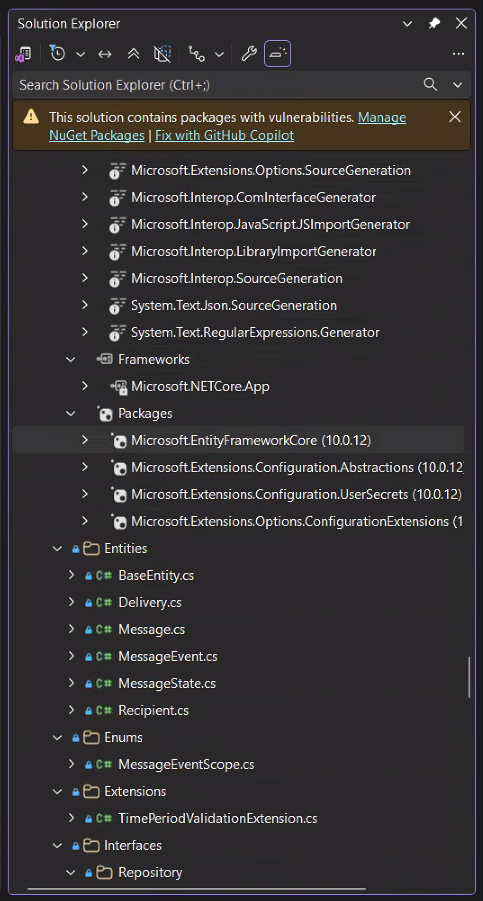 Solution Explorer
Search Solution Explorer (Ctrl+;)
This solution contains packages with vulnerabilities. Manage
NuGet Packages | Fix with GitHub Copilot
Microsoft.Extensions.Options.SourceGeneration
Microsoft.Interop.ComInterfaceGenerator
Microsoft.Interop.JavaScript.JSImportGenerator
Microsoft.Interop.LibraryImportGenerator
Microsoft.Interop.SourceGeneration
System.Text.Json.SourceGeneration
System.Text.RegularExpressions.Generator
Frameworks
Microsoft.NETCore.App
Packages
Microsoft.EntityFrameworkCore (10.0.12)
Microsoft.Extensions.Configuration.Abstractions (10.0.12
Microsoft.Extensions.Configuration.UserSecrets (10.0.12)
Microsoft.Extensions.Options.ConfigurationExtensions (1
Entities
C# BaseEntity.cs
C# Delivery.cs
C# Message.cs
C# MessageEvent.cs
C# MessageState.cs
C# Recipient.cs
Enums
C# MessageEventScope.cs
Extensions
C# TimePeriodValidationExtension.cs
Interfaces
Repository